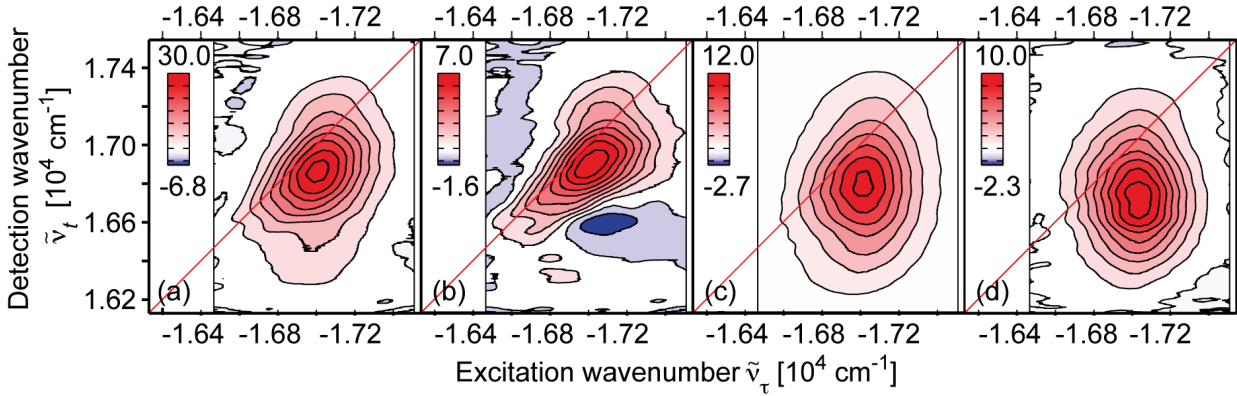 -1.64 -1.68 -1.72 -1.64 -1.68 -1.72 -1.64 -1.68 -1.72 -1.64 -1.68 -1.72
Detection wavenumber
ṽt [10⁴ cm⁻¹]
1.74
1.70
1.66
1.62
30.0
-6.8
(a)
7.0
-1.6
(b)
12.0
-2.7
(c)
10.0
-2.3
(d)
-1.64 -1.68 -1.72 -1.64 -1.68 -1.72 -1.64 -1.68 -1.72 -1.64 -1.68 -1.72
Excitation wavenumber ṽτ [10⁴ cm⁻¹]